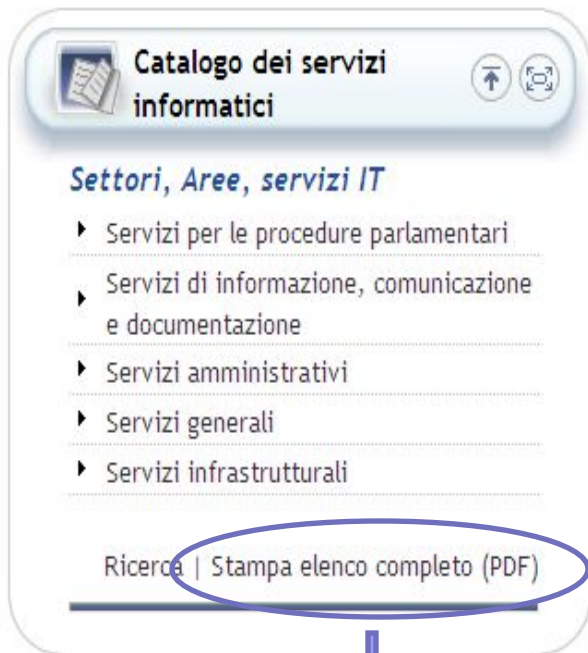 Catalogo dei servizi
informatici
Settori, Aree, servizi IT
Servizi per le procedure parlamentari
Servizi di informazione, comunicazione
e documentazione
Servizi amministrativi
Servizi generali
Servizi infrastrutturali
Ricerca | Stampa elenco completo (PDF)